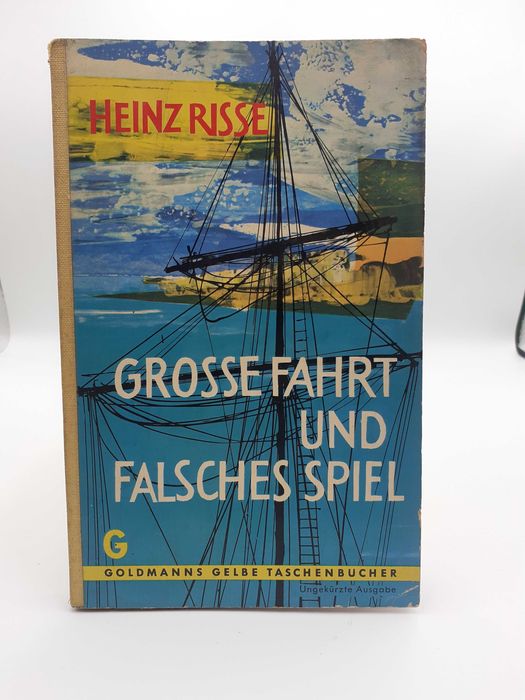 HEINZ RISSE
GROSSE FAHRT
UND
FALSCHES SPIEL
G
GOLDMANNS GELBE TASCHENBÜCHER
Ungekürzte Ausgabe